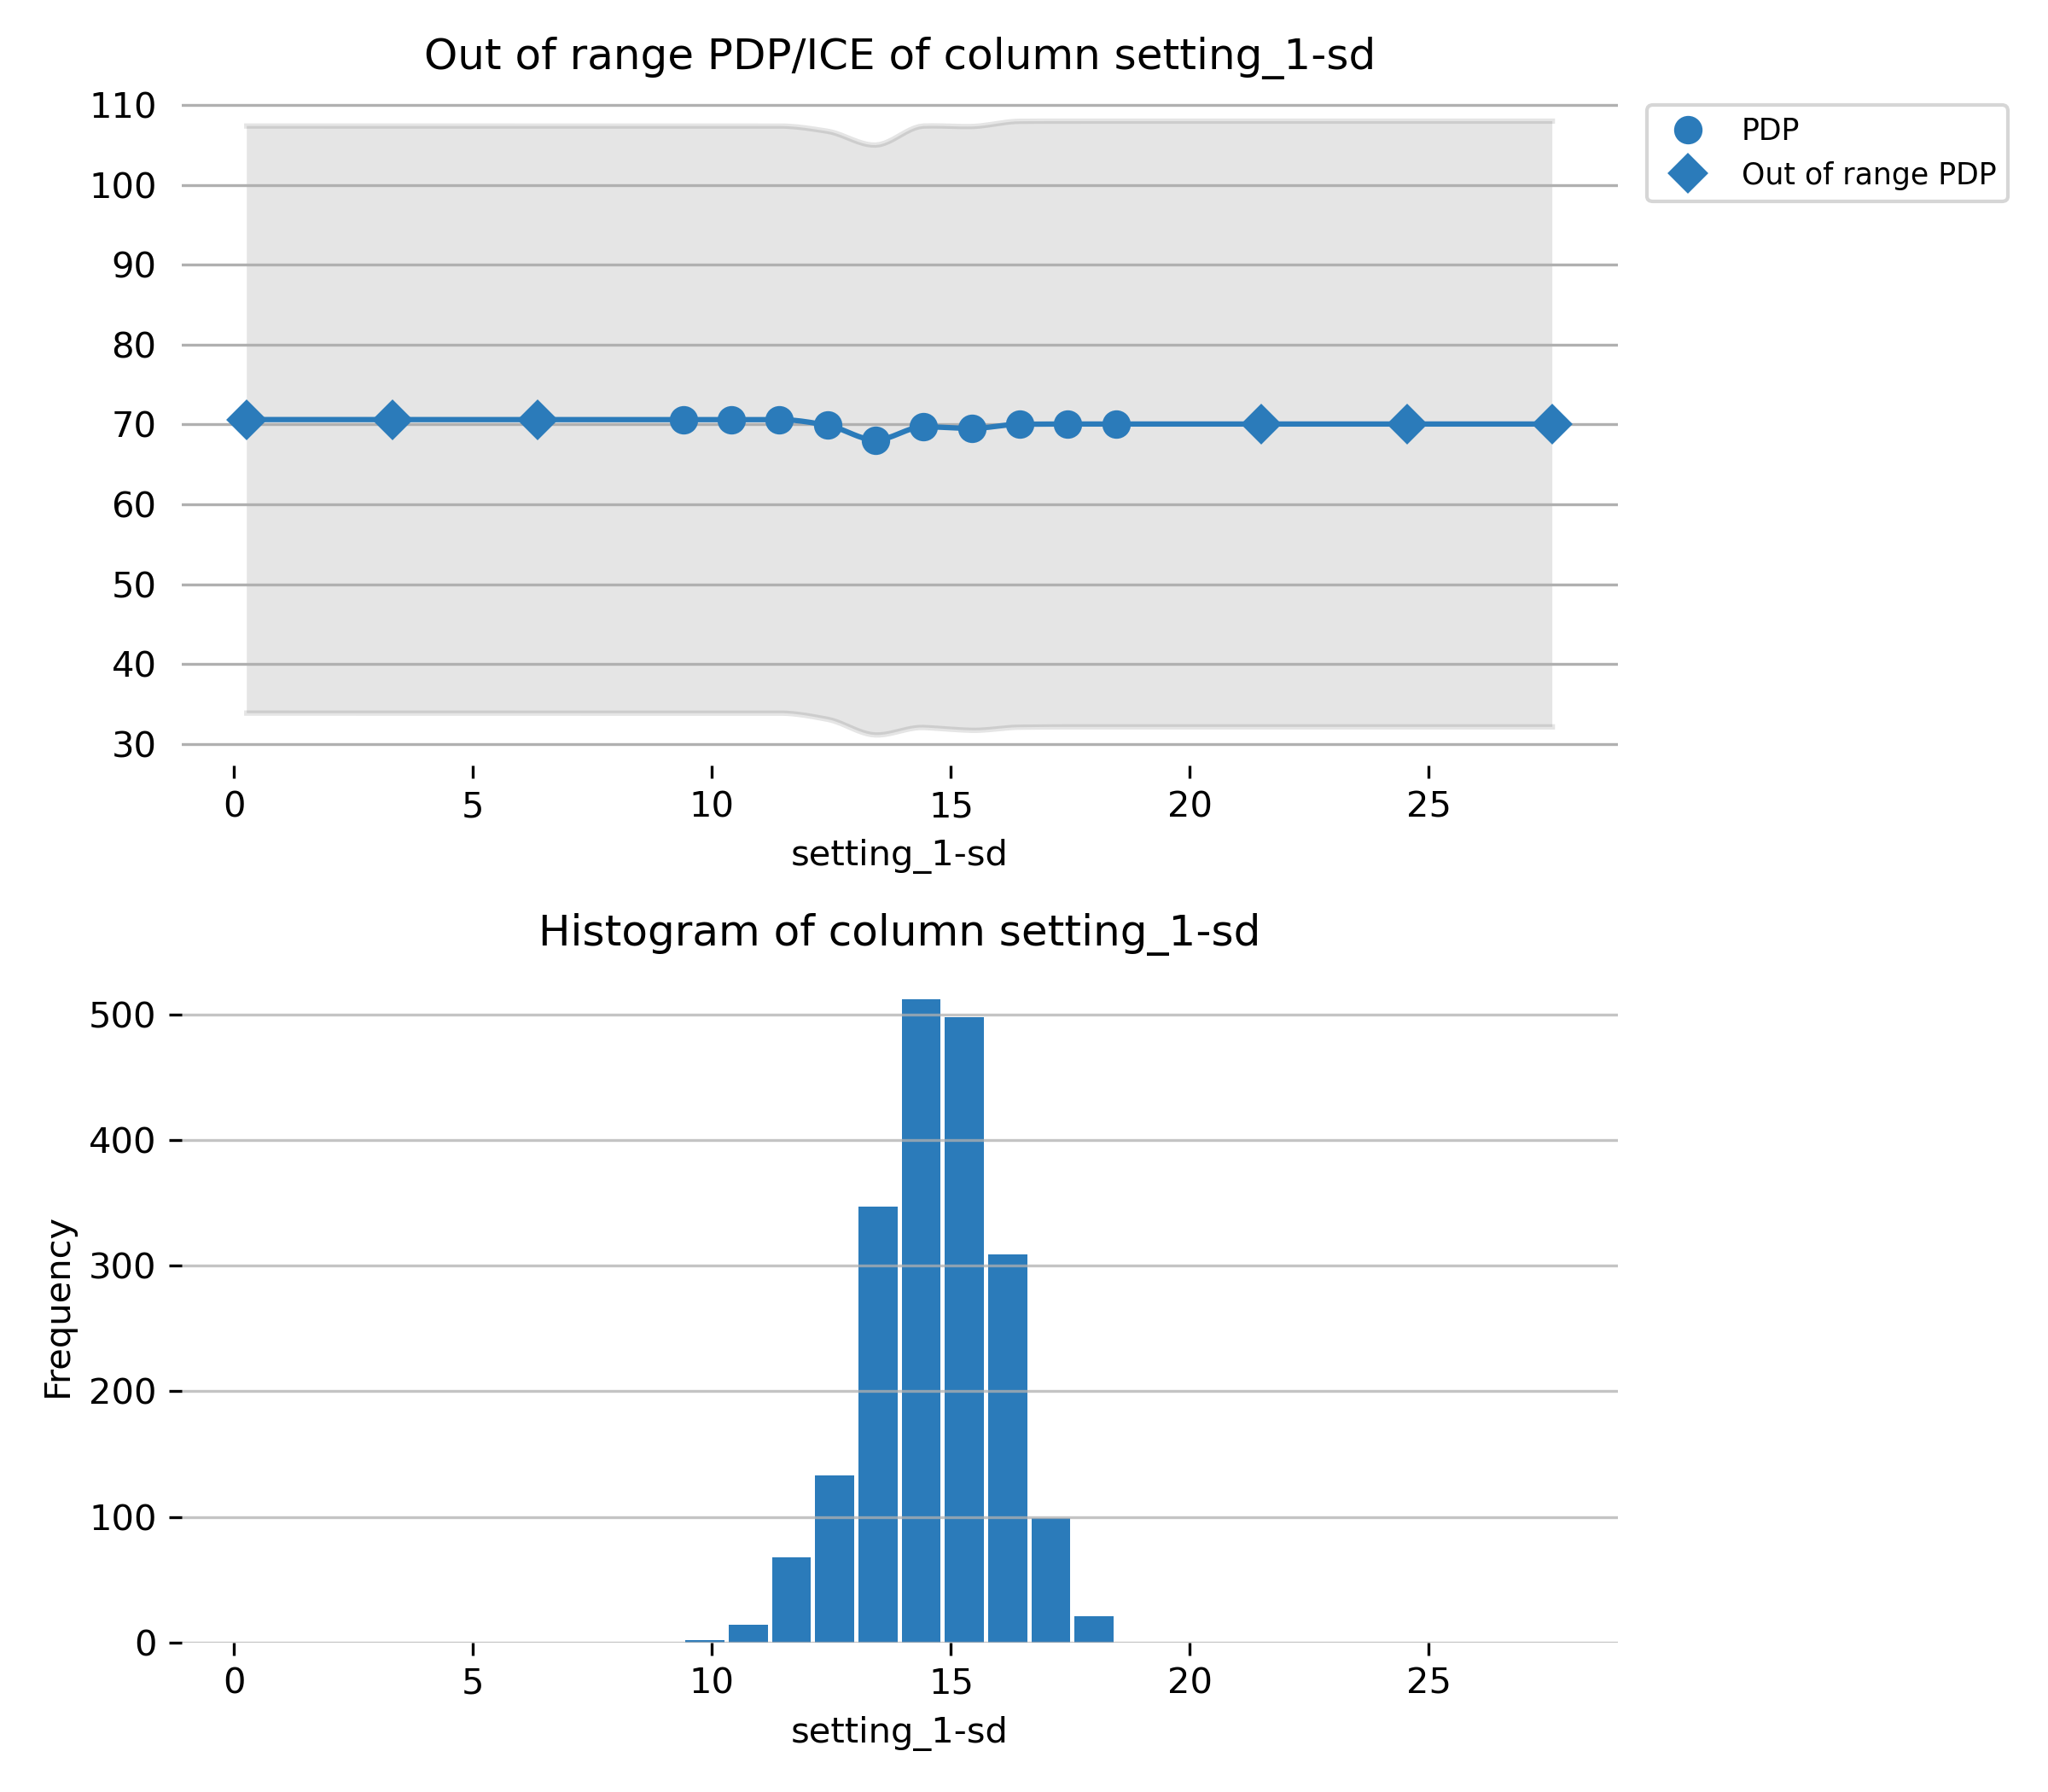 Out of range PDP/ICE of column setting_1-sd
110
100
90
80
70
60
50
40
30
0 5 10 15 20 25
setting_1-sd
PDP
Out of range PDP
Histogram of column setting_1-sd
Frequency
500
400
300
200
100
0
0 5 10 15 20 25
setting_1-sd